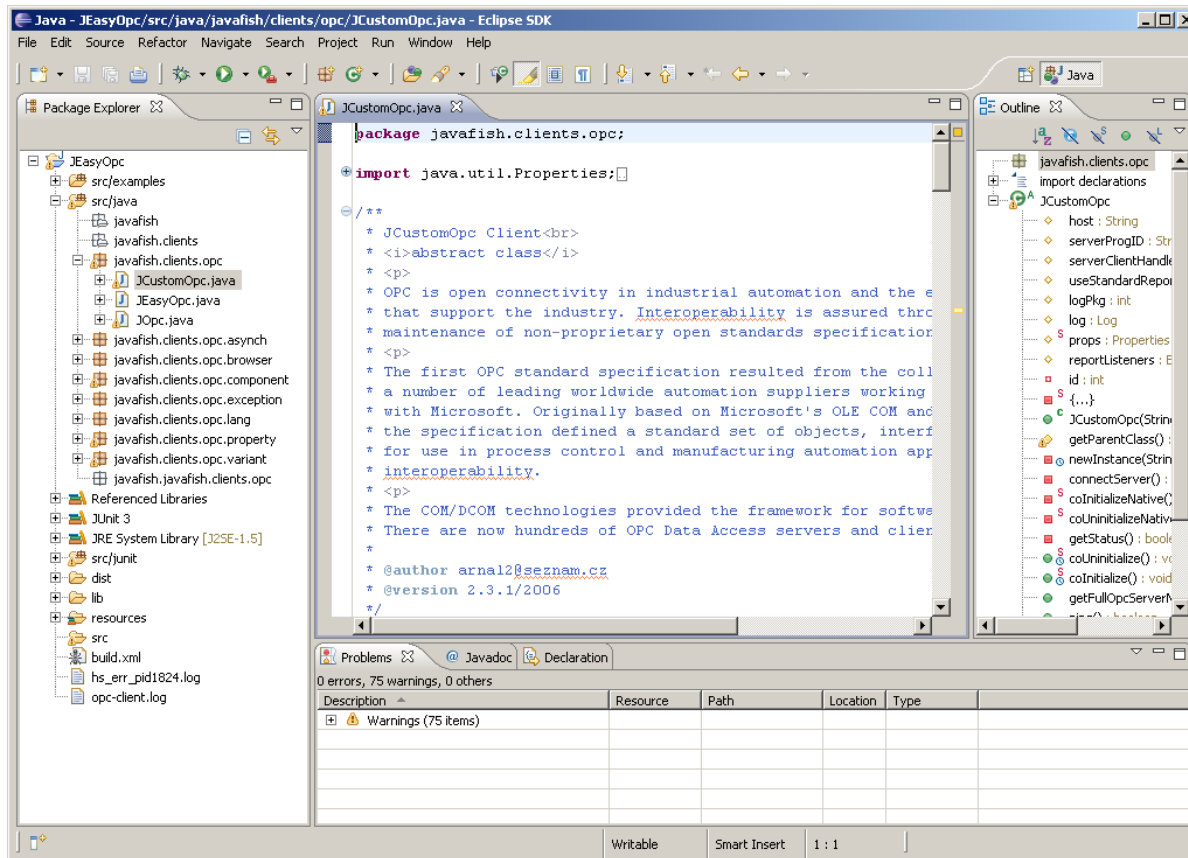 Java - JEasyOpc/src/java/javafish/clients/opc/JCustomOpc.java - Eclipse SDK
File Edit Source Refactor Navigate Search Project Run Window Help
Java
Package Explorer
JEasyOpc
src/examples
src/java
javafish
javafish.clients
javafish.clients.opc
JCustomOpc.java
JEasyOpc.java
JOpc.java
javafish.clients.opc.asynch
javafish.clients.opc.browser
javafish.clients.opc.component
javafish.clients.opc.exception
javafish.clients.opc.lang
javafish.clients.opc.property
javafish.clients.opc.variant
javafish.javafish.clients.opc
Referenced Libraries
JUnit 3
JRE System Library [J2SE-1.5]
src/junit
dist
lib
resources
src
build.xml
hs_err_pid1824.log
opc-client.log
JCustomOpc.java
package javafish.clients.opc;
import java.util.Properties;
/**
* JCustomOpc Client<br>
* <i>abstract class</i>
* <p>
* OPC is open connectivity in industrial automation and the e
* that support the industry. Interoperability is assured thro
* maintenance of non-proprietary open standards specification
* <p>
* The first OPC standard specification resulted from the coll
* a number of leading worldwide automation suppliers working
* with Microsoft. Originally based on Microsoft's OLE COM and
* the specification defined a standard set of objects, interf
* for use in process control and manufacturing automation app
* interoperability.
* <p>
* The COM/DCOM technologies provided the framework for softwa
* There are now hundreds of OPC Data Access servers and clien
*
* @author arnal2@seznam.cz
* @version 2.3.1/2006
*/
Outline
javafish.clients.opc
import declarations
JCustomOpc
host : String
serverProgID : Str
serverClientHandle
useStandardRepor
logPkg : int
log : Log
props : Properties
reportListeners : E
id : int
{...}
JCustomOpc(String
getParentClass() :
newInstance(Strin
connectServer() :
coInitializeNative()
coUninitializeNativ
getStatus() : boole
coUninitialize() : vo
coInitialize() : void
getFullOpcServerN
Problems Javadoc Declaration
0 errors, 75 warnings, 0 others
Description Resource Path Location Type
Warnings (75 items)
Writable Smart Insert 1 : 1